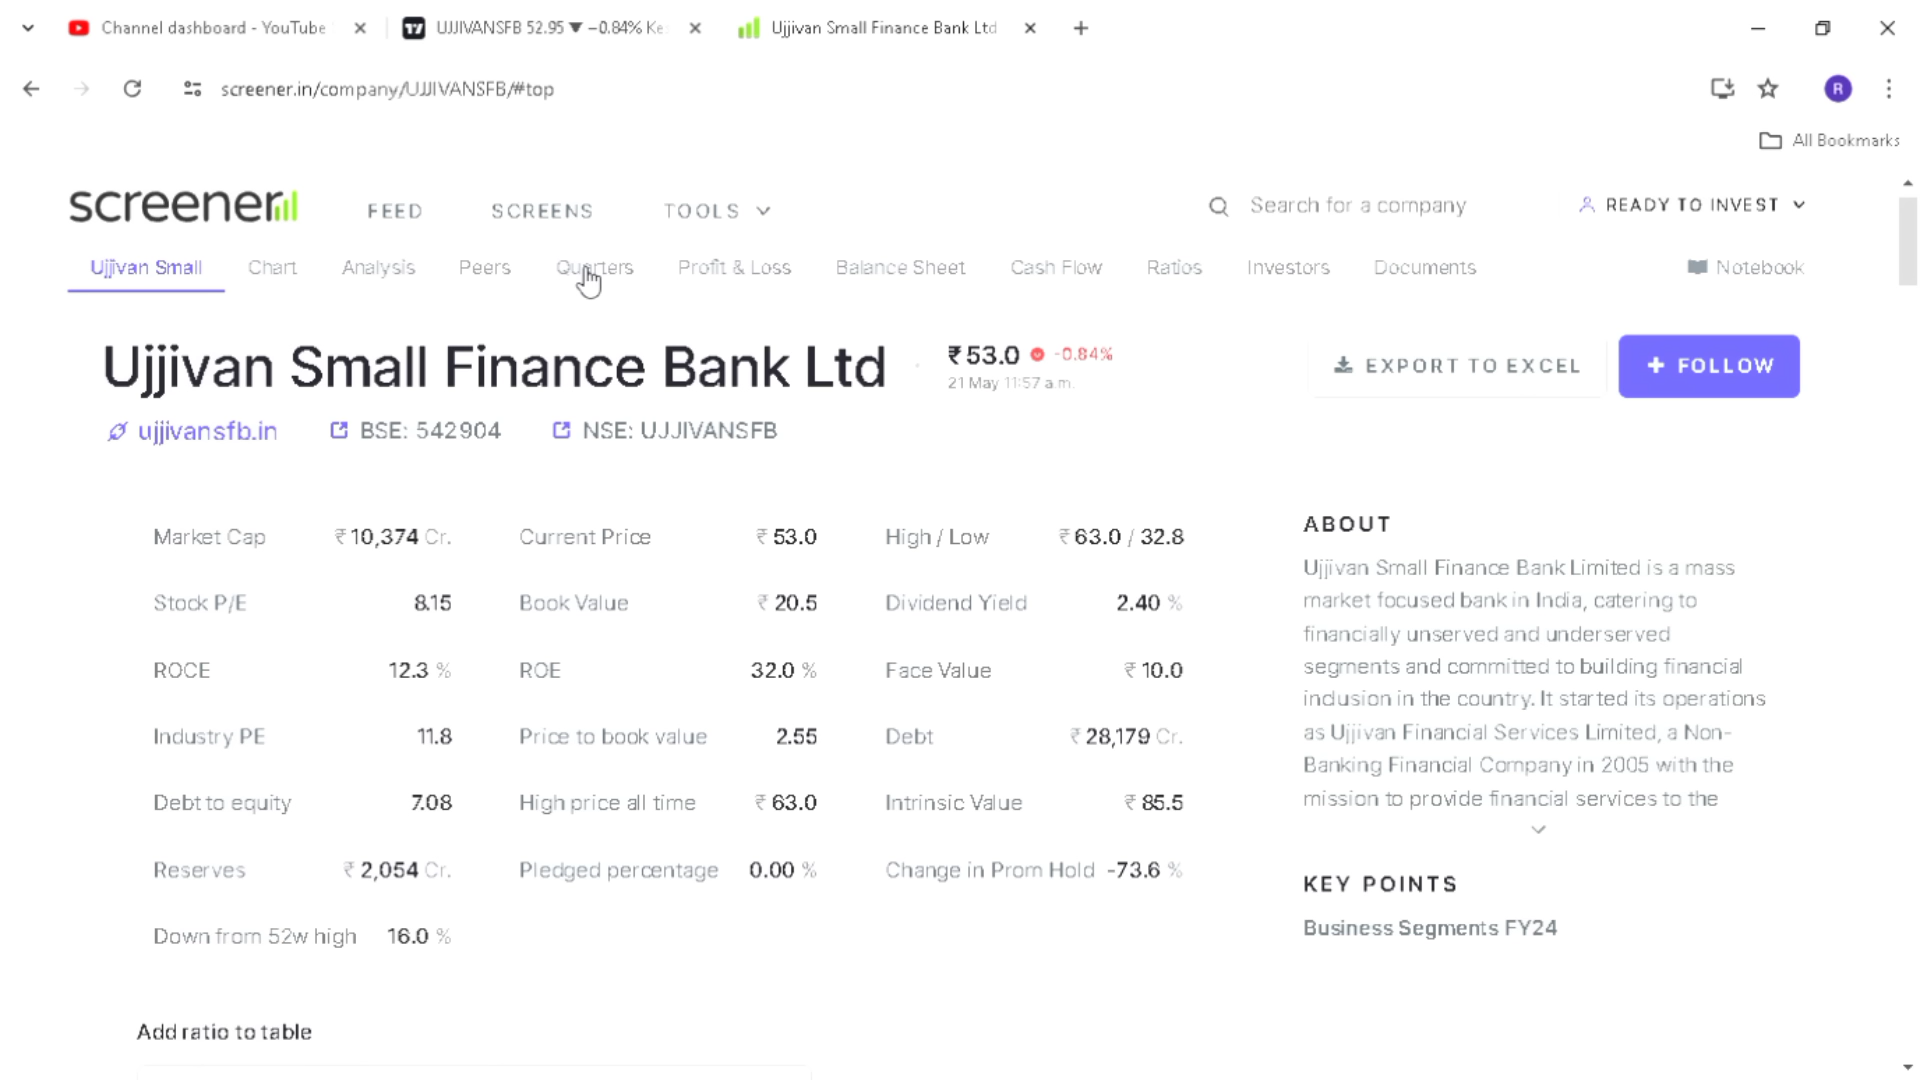 Channel dashboard - YouTube
UJJIVANSFB 52.95 ▼ −0.84% Ke
Ujjivan Small Finance Bank Ltd
screener.in/company/UJJIVANSFB/#top
R
All Bookmarks
screener
FEED SCREENS TOOLS
Search for a company
READY TO INVEST
Ujjivan Small Chart Analysis Peers Quarters Profit & Loss Balance Sheet Cash Flow Ratios Investors Documents Notebook
Ujjivan Small Finance Bank Ltd
₹ 53.0 -0.84%
21 May 11:57 a.m.
EXPORT TO EXCEL
+ FOLLOW
ujjivansfb.in BSE: 542904 NSE: UJJIVANSFB
Market Cap ₹ 10,374 Cr. Current Price ₹ 53.0 High / Low ₹ 63.0 / 32.8
Stock P/E 8.15 Book Value ₹ 20.5 Dividend Yield 2.40 %
ROCE 12.3 % ROE 32.0 % Face Value ₹ 10.0
Industry PE 11.8 Price to book value 2.55 Debt ₹ 28,179 Cr.
Debt to equity 7.08 High price all time ₹ 63.0 Intrinsic Value ₹ 85.5
Reserves ₹ 2,054 Cr. Pledged percentage 0.00 % Change in Prom Hold -73.6 %
Down from 52w high 16.0 %
Add ratio to table
ABOUT
Ujjivan Small Finance Bank Limited is a mass
market focused bank in India, catering to
financially unserved and underserved
segments and committed to building financial
inclusion in the country. It started its operations
as Ujjivan Financial Services Limited, a Non-
Banking Financial Company in 2005 with the
mission to provide financial services to the
KEY POINTS
Business Segments FY24